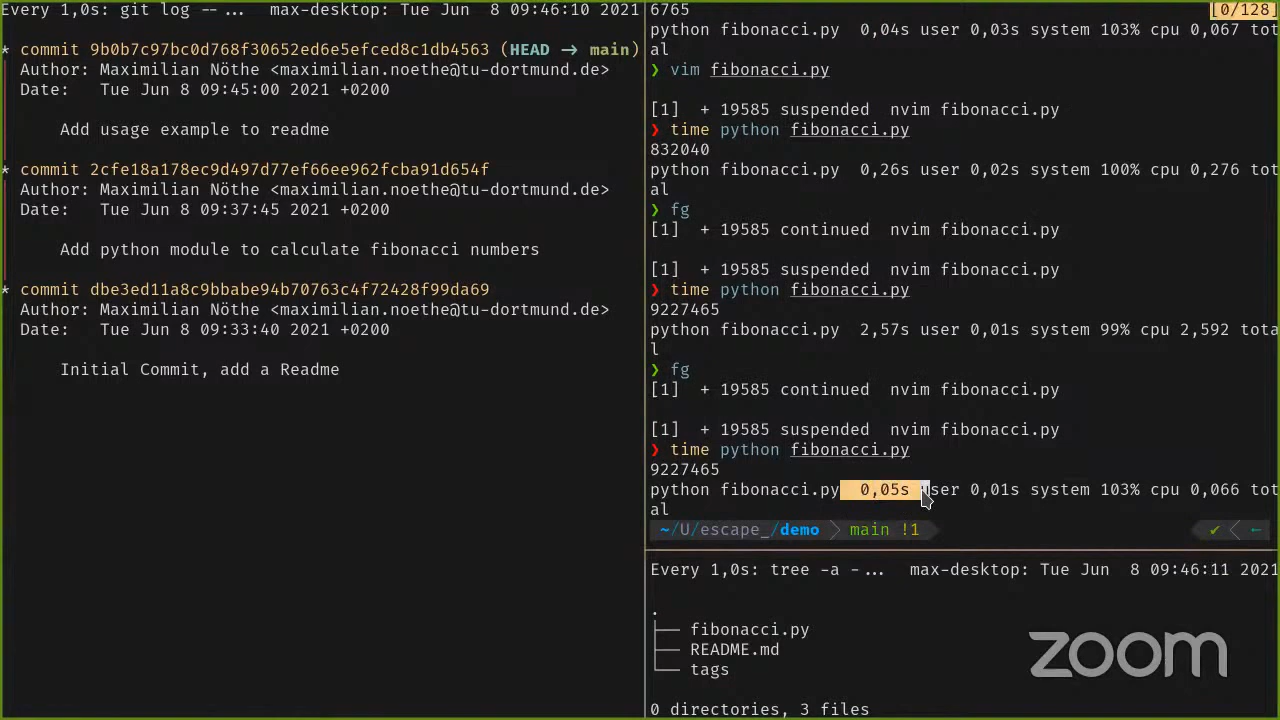 Every 1,0s: git log --...  max-desktop: Tue Jun  8 09:46:10 2021
* commit 9b0b7c97bc0d768f30652ed6e5efced8c1db4563 (HEAD → main)
Author: Maximilian Nöthe <maximilian.noethe@tu-dortmund.de>
Date:   Tue Jun 8 09:45:00 2021 +0200
Add usage example to readme
* commit 2cfe18a178ec9d497d77ef66ee962fcba91d654f
Author: Maximilian Nöthe <maximilian.noethe@tu-dortmund.de>
Date:   Tue Jun 8 09:37:45 2021 +0200
Add python module to calculate fibonacci numbers
* commit dbe3ed11a8c9bbabe94b70763c4f72428f99da69
Author: Maximilian Nöthe <maximilian.noethe@tu-dortmund.de>
Date:   Tue Jun 8 09:33:40 2021 +0200
Initial Commit, add a Readme
6765 [0/128]
python fibonacci.py  0,04s user 0,03s system 103% cpu 0,067 tot
al
❯ vim fibonacci.py
[1]  + 19585 suspended  nvim fibonacci.py
❯ time python fibonacci.py
832040
python fibonacci.py  0,26s user 0,02s system 100% cpu 0,276 tot
al
❯ fg
[1]  + 19585 continued  nvim fibonacci.py
[1]  + 19585 suspended  nvim fibonacci.py
❯ time python fibonacci.py
9227465
python fibonacci.py  2,57s user 0,01s system 99% cpu 2,592 tota
l
❯ fg
[1]  + 19585 continued  nvim fibonacci.py
[1]  + 19585 suspended  nvim fibonacci.py
❯ time python fibonacci.py
9227465
python fibonacci.py  0,05s user 0,01s system 103% cpu 0,066 tot
al
~/U/escape_/demo  main !1  ✔ ←
Every 1,0s: tree -a -...  max-desktop: Tue Jun  8 09:46:11 2021
.
├── fibonacci.py
├── README.md
└── tags
0 directories, 3 files
zoom